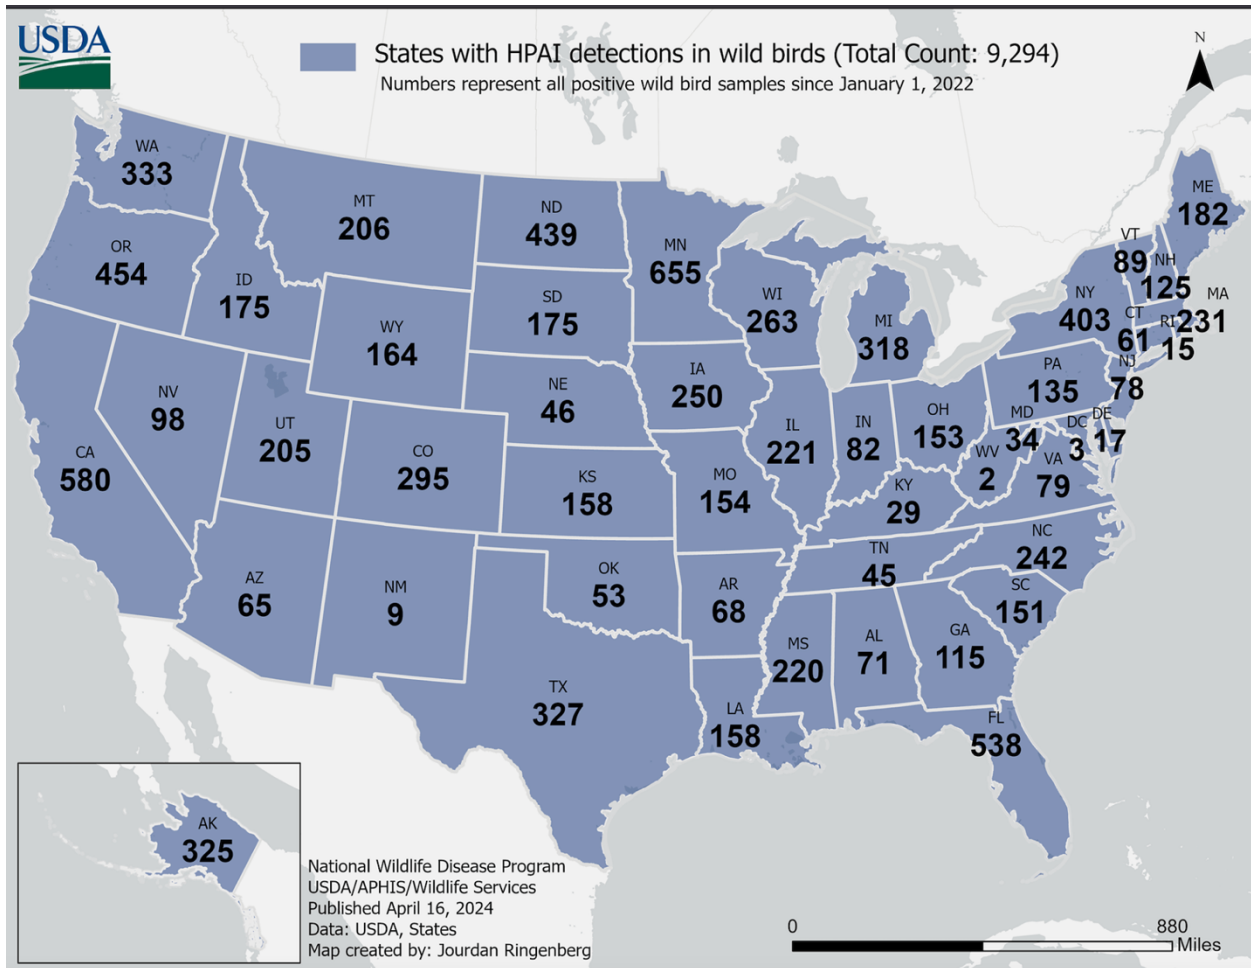 USDA
States with HPAI detections in wild birds (Total Count: 9,294)
Numbers represent all positive wild bird samples since January 1, 2022
N
WA
333
MT
206
ND
439
MN
655
ME
182
VT
89
NH
125
OR
454
ID
175
WY
164
SD
175
WI
263
MI
318
NY
403
MA
231
CT
61
RI
15
CA
580
NV
98
UT
205
CO
295
NE
46
IA
250
IL
221
IN
82
OH
153
PA
135
NJ
78
MD
34
DC
3
DE
17
WV
2
VA
79
KS
158
MO
154
KY
29
NC
242
TN
45
SC
151
AZ
65
NM
9
OK
53
AR
68
MS
220
AL
71
GA
115
TX
327
LA
158
FL
538
AK
325
National Wildlife Disease Program
USDA/APHIS/Wildlife Services
Published April 16, 2024
Data: USDA, States
Map created by: Jourdan Ringenberg
0 880
Miles